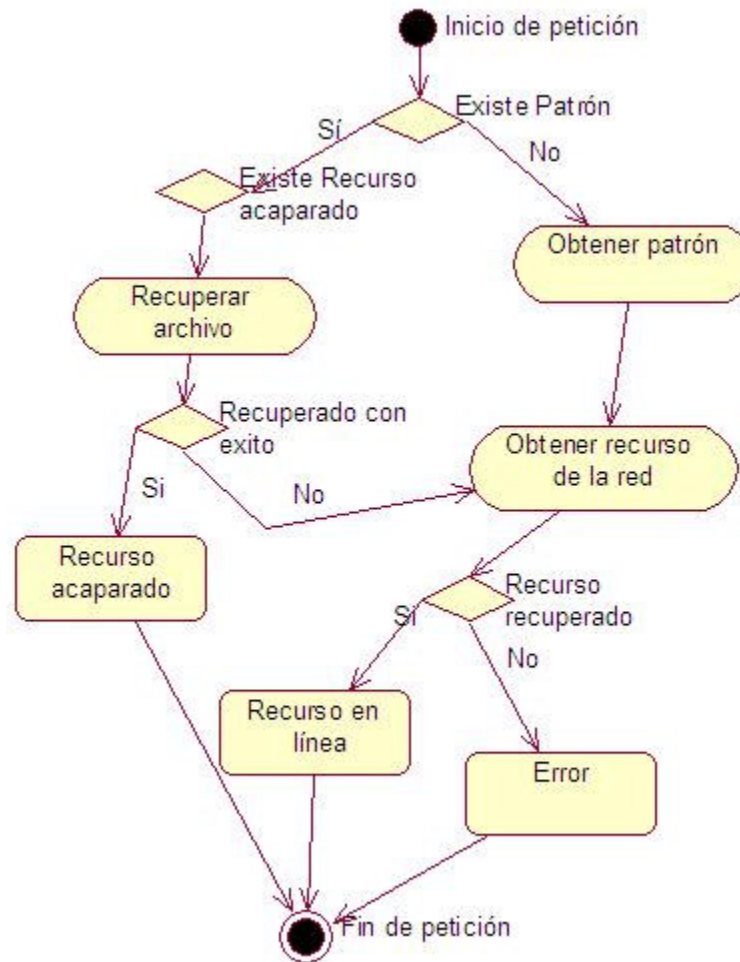 Inicio de petición
Existe Patrón
Sí
No
Existe Recurso
acaparado
Obtener patrón
Recuperar
archivo
Recuperado con
exito
Obtener recurso
de la red
Si
No
Recurso
acaparado
Recurso
recuperado
Si
No
Recurso en
línea
Error
Fin de petición